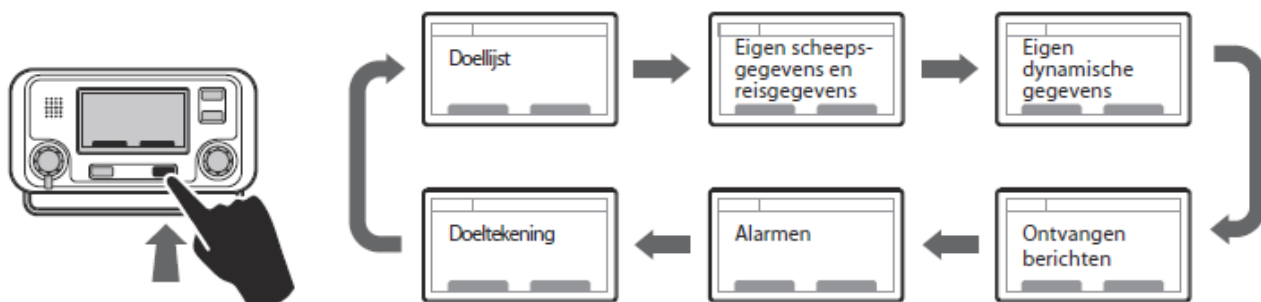 Doellijst
Eigen scheeps-
gegevens en
reisgegevens
Eigen
dynamische
gegevens
Doeltekening
Alarmen
Ontvangen
berichten